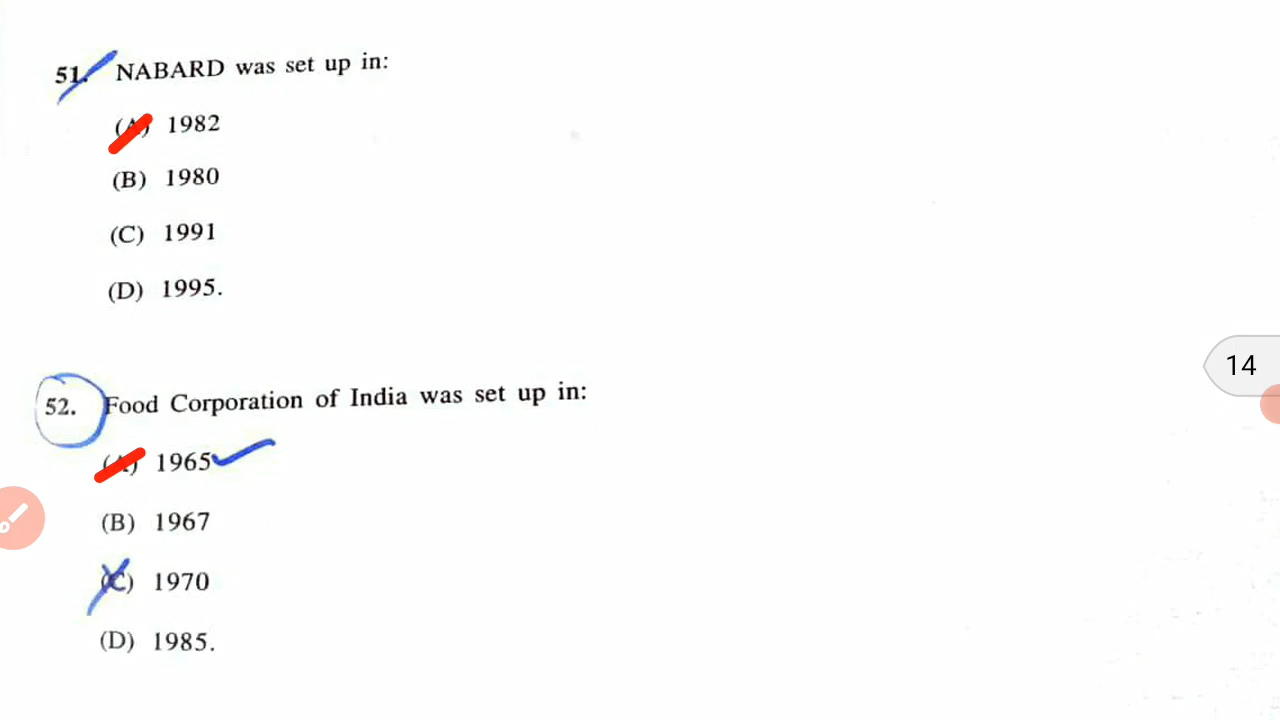 51. NABARD was set up in:
(A) 1982
(B) 1980
(C) 1991
(D) 1995.
14
52. Food Corporation of India was set up in:
(A) 1965
(B) 1967
(C) 1970
(D) 1985.